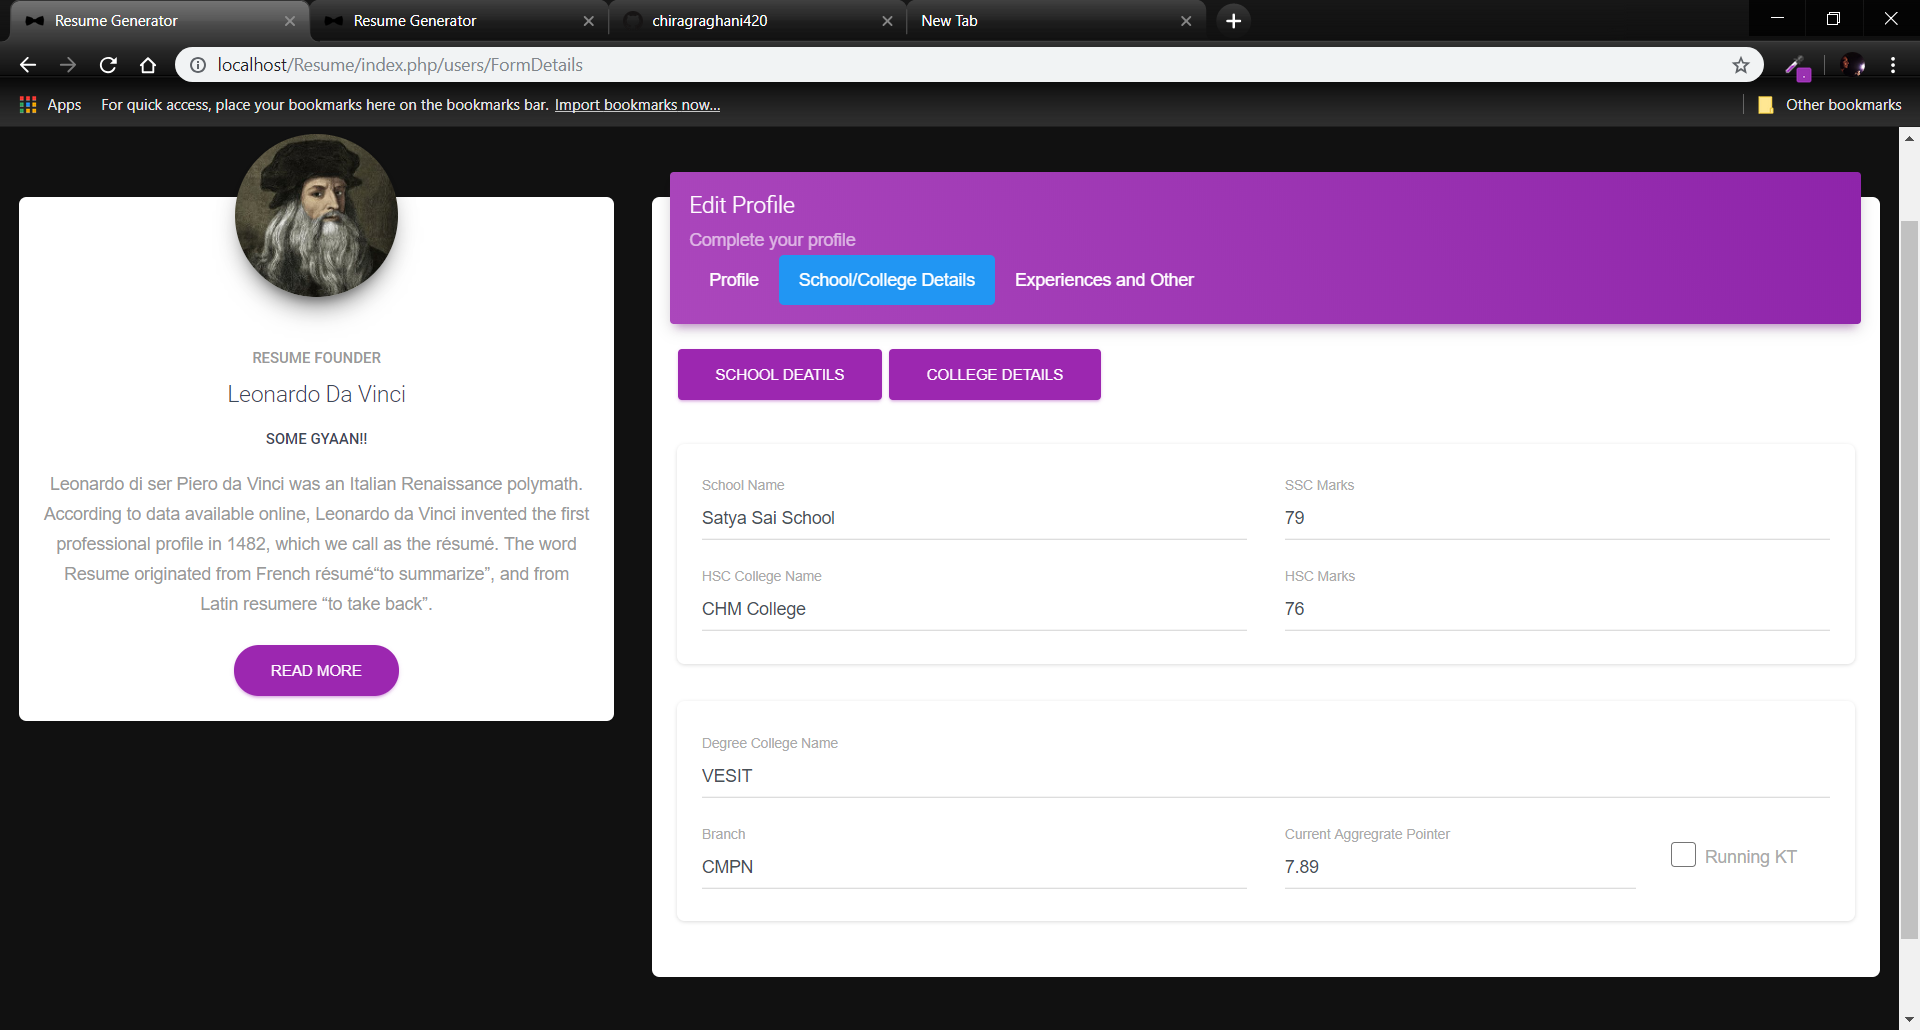 Resume Generator
Resume Generator
chiragraghani420
New Tab
localhost/Resume/index.php/users/FormDetails
Apps
For quick access, place your bookmarks here on the bookmarks bar. Import bookmarks now...
Other bookmarks
RESUME FOUNDER
Leonardo Da Vinci
SOME GYAAN!!
Leonardo di ser Piero da Vinci was an Italian Renaissance polymath.
According to data available online, Leonardo da Vinci invented the first
professional profile in 1482, which we call as the résumé. The word
Resume originated from French résumé“to summarize”, and from
Latin resumere “to take back”.
READ MORE
Edit Profile
Complete your profile
Profile
School/College Details
Experiences and Other
SCHOOL DEATILS
COLLEGE DETAILS
School Name
SSC Marks
Satya Sai School
79
HSC College Name
HSC Marks
CHM College
76
Degree College Name
VESIT
Branch
Current Aggregrate Pointer
CMPN
7.89
Running KT